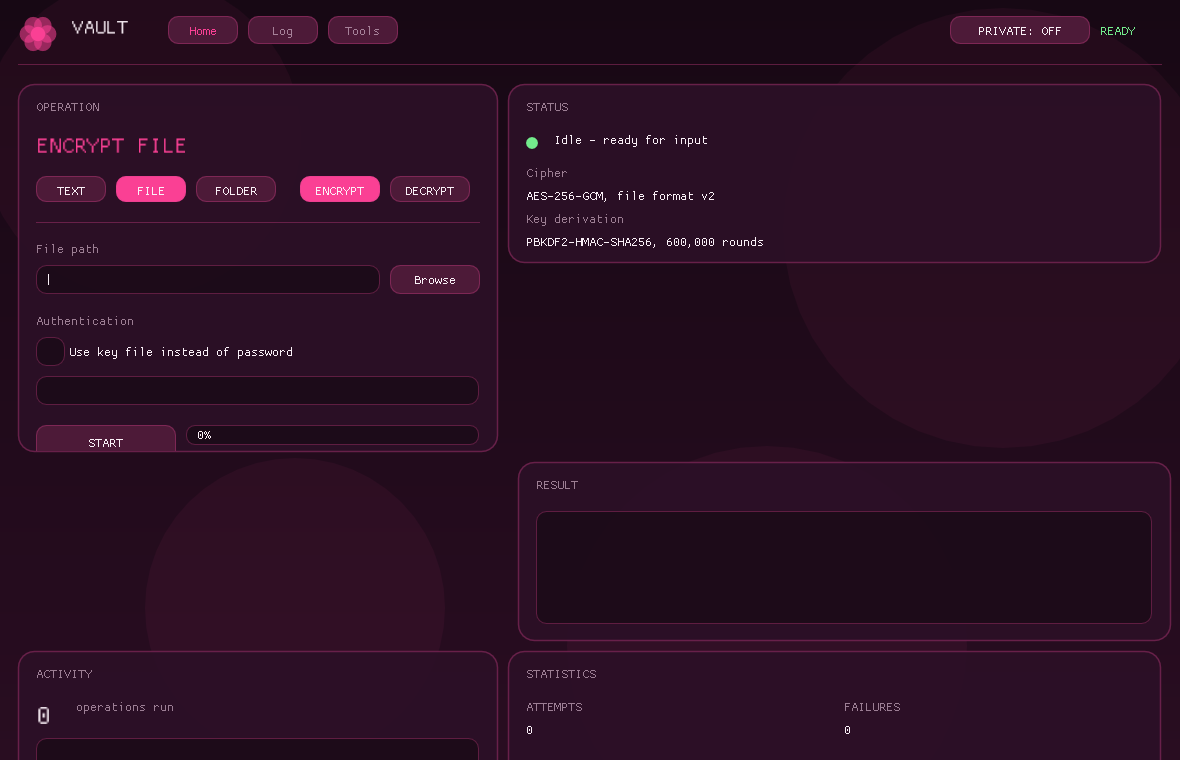 VAULT
Home
Log
Tools
PRIVATE: OFF
READY
OPERATION
ENCRYPT FILE
TEXT
FILE
FOLDER
ENCRYPT
DECRYPT
File path
Browse
Authentication
Use key file instead of password
START
0%
STATUS
Idle - ready for input
Cipher
AES-256-GCM, file format v2
Key derivation
PBKDF2-HMAC-SHA256, 600,000 rounds
RESULT
ACTIVITY
0 operations run
STATISTICS
ATTEMPTS
0
FAILURES
0